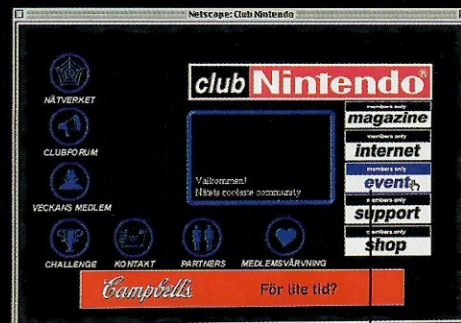 Netscape: Club Nintendo
club Nintendo®
NÄTVERKET
CLUBFORUM
VECKANS MEDLEM
CHALLENGE
KONTAKT
PARTNERS
MEDLEMSVÄRVNING
Välkommen!
Nätets coolaste community
members only
magazine
members only
internet
members only
event
members only
support
members only
shop
Campbell's
För lite tid?